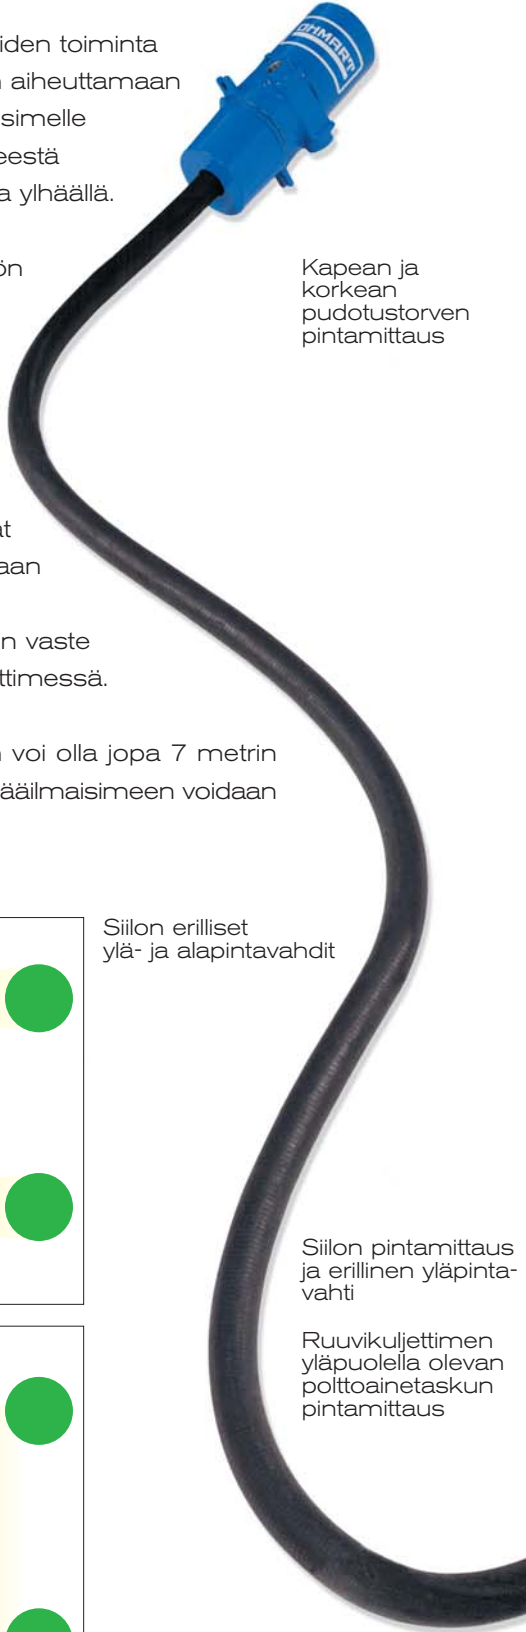 iden toiminta
aiheuttamaan
simelle
eestä
a ylhäällä.
OHMART
ön
Kapean ja
korkean
pudotustorven
pintamittaus
at
aan
n vaste
ttimessä.
voi olla jopa 7 metrin
ääilmaisimeen voidaan
Siilon erilliset
ylä- ja alapintavahdit
Siilon pintamittaus
ja erillinen yläpinta-
vahti
Ruuvikuljettimen
yläpuolella olevan
polttoainetaskun
pintamittaus